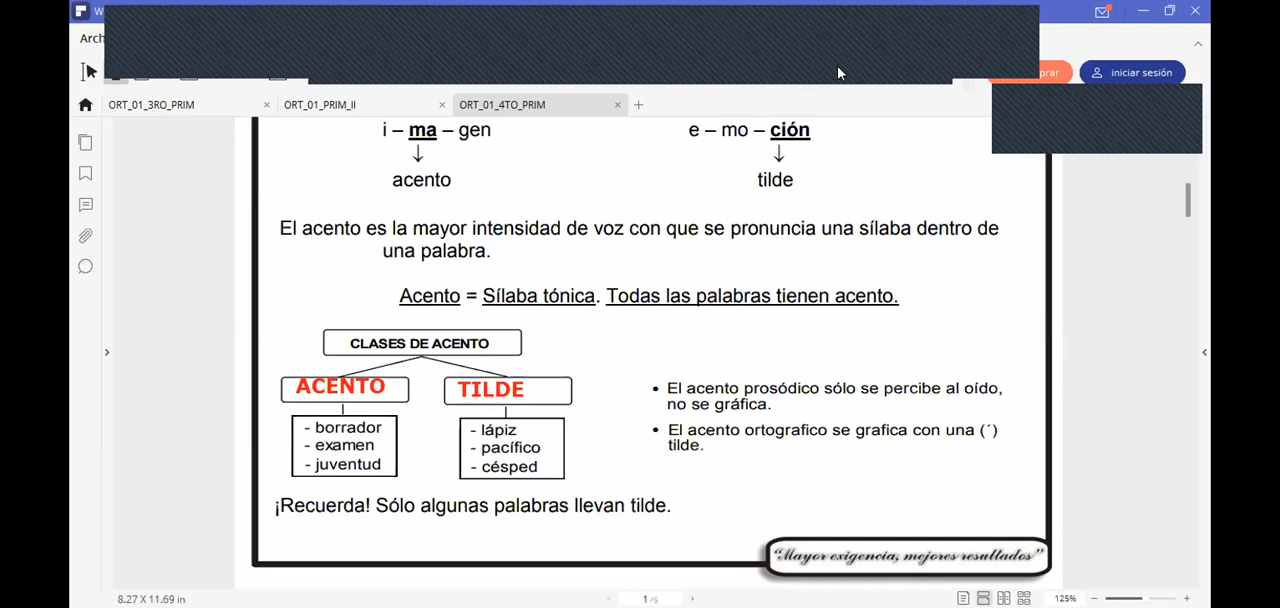 W
Arch
prar
iniciar sesión
ORT_01_3RO_PRIM
ORT_01_PRIM_II
ORT_01_4TO_PRIM
i – ma – gen
e – mo – ción
acento
tilde
El acento es la mayor intensidad de voz con que se pronuncia una sílaba dentro de
una palabra.
Acento = Sílaba tónica. Todas las palabras tienen acento.
CLASES DE ACENTO
ACENTO
TILDE
- borrador
- examen
- juventud
- lápiz
- pacífico
- césped
• El acento prosódico sólo se percibe al oído,
no se gráfica.
• El acento ortografico se grafica con una (´)
tilde.
¡Recuerda! Sólo algunas palabras llevan tilde.
“Mayor exigencia, mejores resultados”
8.27 X 11.69 in
1/5
125%